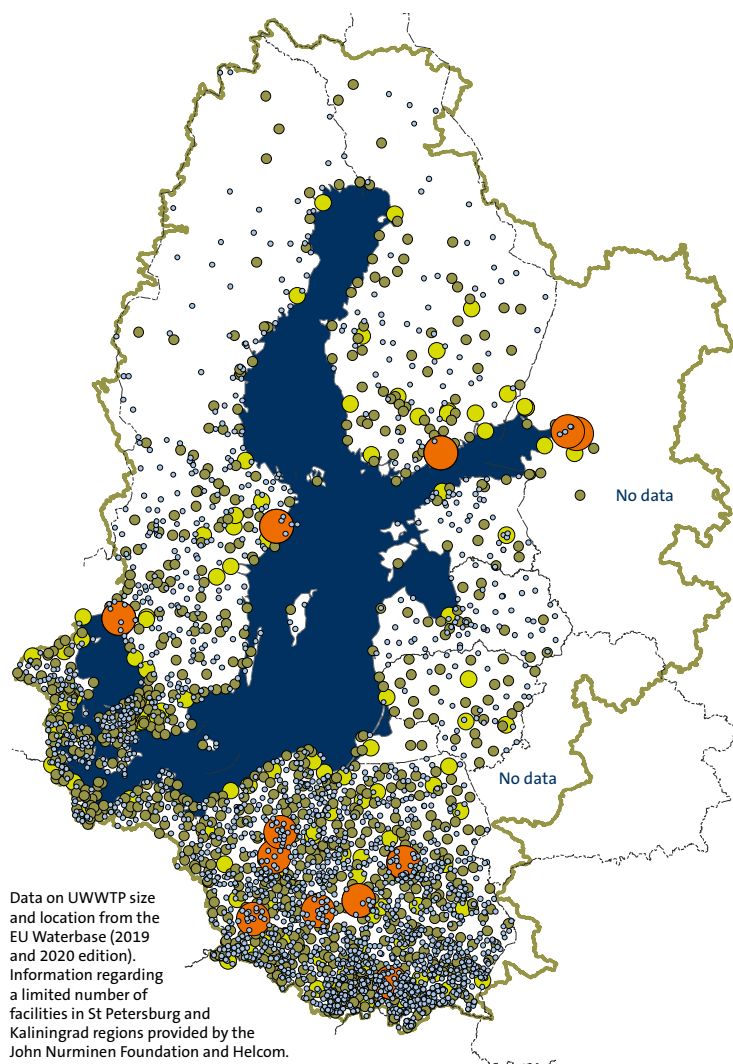 No data
No data
Data on UWWTP size
and location from the
EU Waterbase (2019
and 2020 edition).
Information regarding
a limited number of
facilities in St Petersburg and
Kaliningrad regions provided by the
John Nurminen Foundation and Helcom.